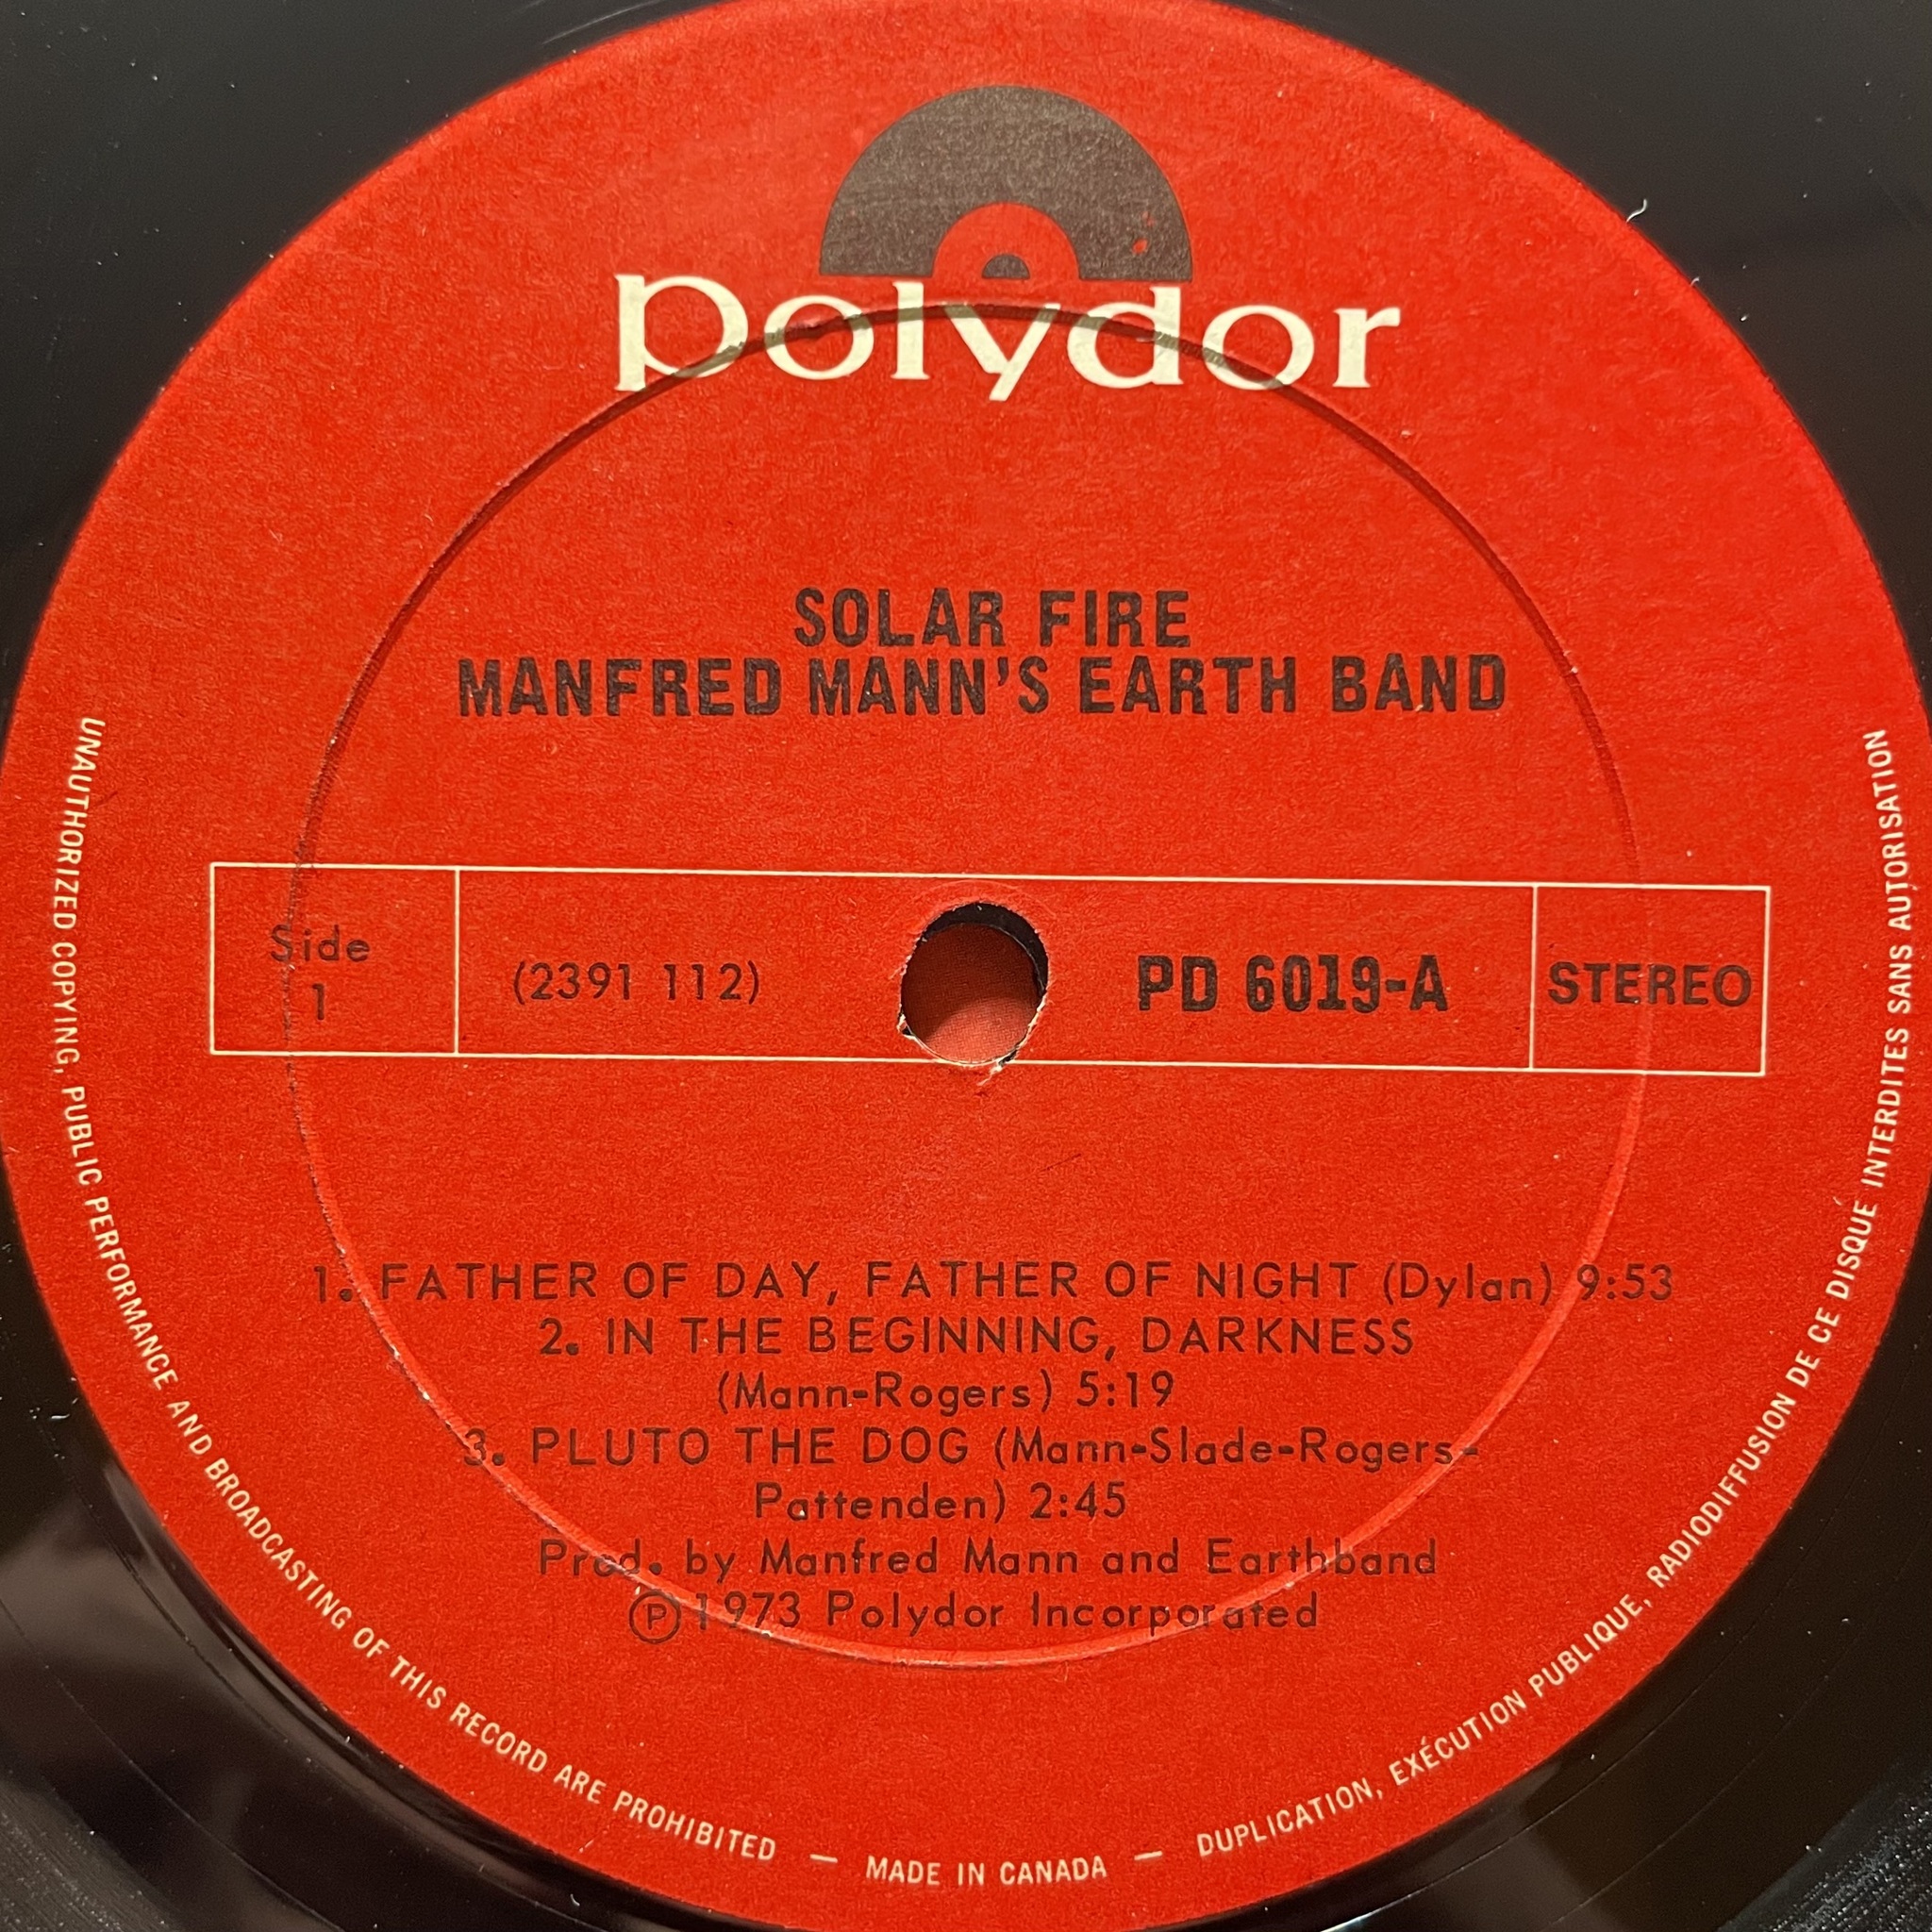 polydor
SOLAR FIRE
MANFRED MANN'S EARTH BAND
Side
1
(2391 112)
PD 6019-A
STEREO
1. FATHER OF DAY, FATHER OF NIGHT (Dylan) 9:53
2. IN THE BEGINNING, DARKNESS
(Mann-Rogers) 5:19
3. PLUTO THE DOG (Mann-Slade-Rogers-
Pattenden) 2:45
Prod. by Manfred Mann and Earthband
Ⓟ1973 Polydor Incorporated
UNAUTHORIZED COPYING, PUBLIC PERFORMANCE AND BROADCASTING OF THIS RECORD ARE PROHIBITED — MADE IN CANADA — DUPLICATION, EXÉCUTION PUBLIQUE, RADIODIFFUSION DE CE DISQUE INTERDITES SANS AUTORISATION